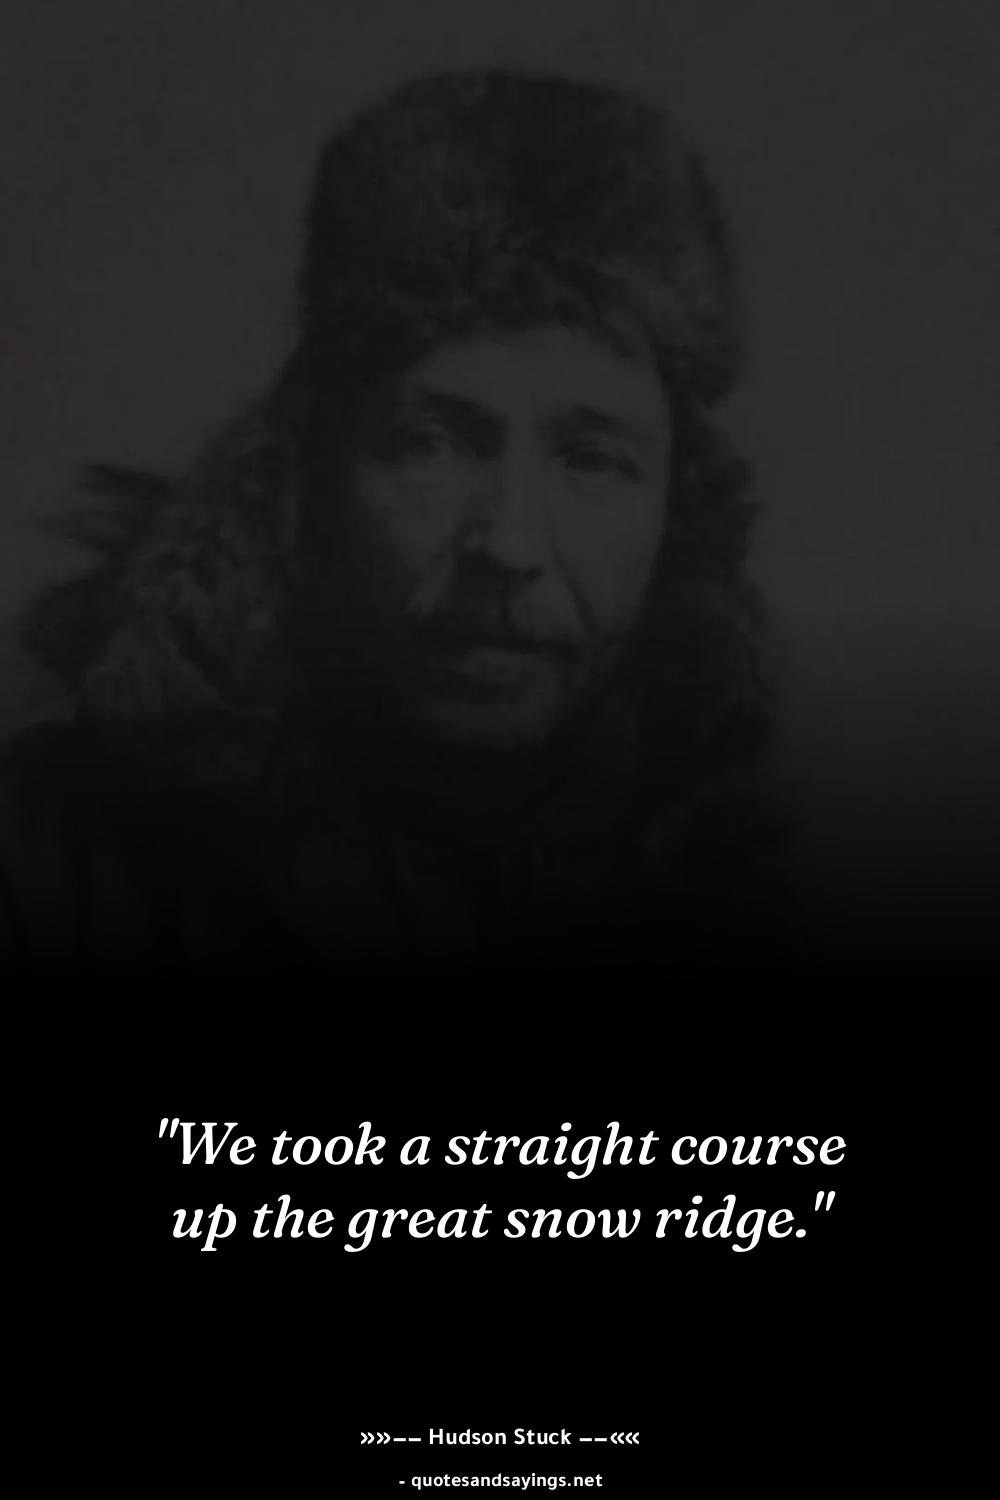 "We took a straight course
up the great snow ridge."
»»–– Hudson Stuck ––««
- quotesandsayings.net